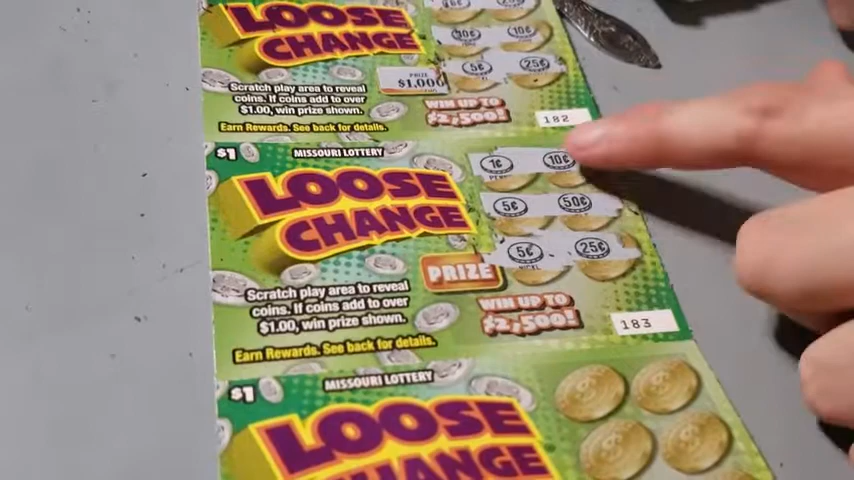 LOOSE
CHANGE
10¢
5¢ 25¢
PRIZE
$1,000
Scratch play area to reveal
coins. If coins add to over
$1.00, win prize shown.
WIN UP TO
$2,500!
Earn Rewards. See back for details.
182
$1 MISSOURI LOTTERY
LOOSE
CHANGE
1¢ 10¢
5¢ 50¢
5¢ 25¢
PRIZE
Scratch play area to reveal
coins. If coins add to over
$1.00, win prize shown.
WIN UP TO
$2,500!
Earn Rewards. See back for details.
183
$1 MISSOURI LOTTERY
LOOSE
CHANGE